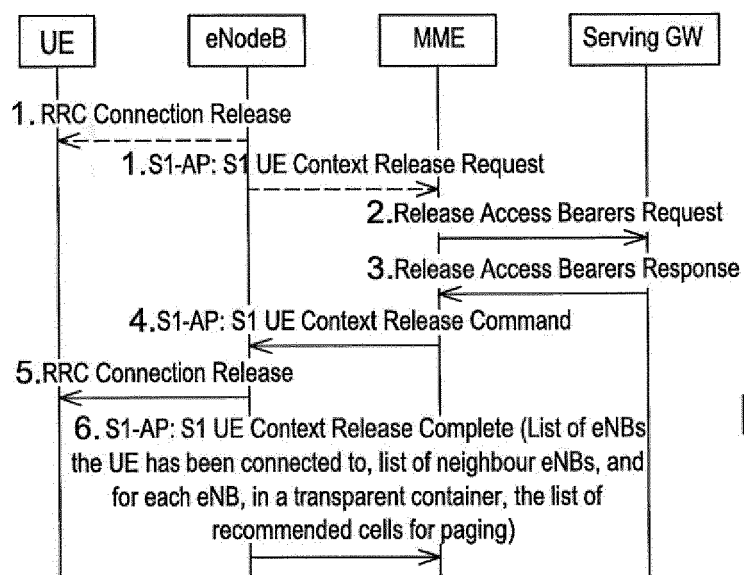 UE eNodeB MME Serving GW
1. RRC Connection Release
1.S1-AP: S1 UE Context Release Request
2.Release Access Bearers Request
3.Release Access Bearers Response
4.S1-AP: S1 UE Context Release Command
5.RRC Connection Release
6. S1-AP: S1 UE Context Release Complete (List of eNBs
the UE has been connected to, list of neighbour eNBs, and
for each eNB, in a transparent container, the list of
recommended cells for paging)